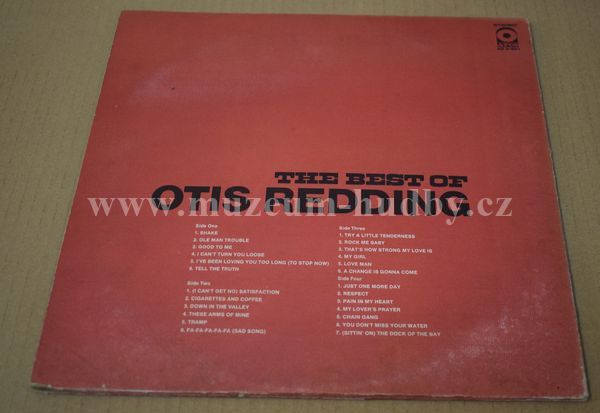 THE BEST OF
OTIS REDDING
www.muzeum-hudby.cz
Side One
1. SHAKE
2. OLE MAN TROUBLE
3. GOOD TO ME
4. I CAN'T TURN YOU LOOSE
5. I'VE BEEN LOVING YOU TOO LONG (TO STOP NOW)
6. TELL THE TRUTH
Side Two
1. (I CAN'T GET NO) SATISFACTION
2. CIGARETTES AND COFFEE
3. DOWN IN THE VALLEY
4. THESE ARMS OF MINE
5. TRAMP
6. FA-FA-FA-FA-FA (SAD SONG)
Side Three
1. TRY A LITTLE TENDERNESS
2. ROCK ME BABY
3. THAT'S HOW STRONG MY LOVE IS
4. MY GIRL
5. LOVE MAN
6. A CHANGE IS GONNA COME
Side Four
1. JUST ONE MORE DAY
2. RESPECT
3. PAIN IN MY HEART
4. MY LOVER'S PRAYER
5. CHAIN GANG
6. YOU DON'T MISS YOUR WATER
7. (SITTIN' ON) THE DOCK OF THE BAY